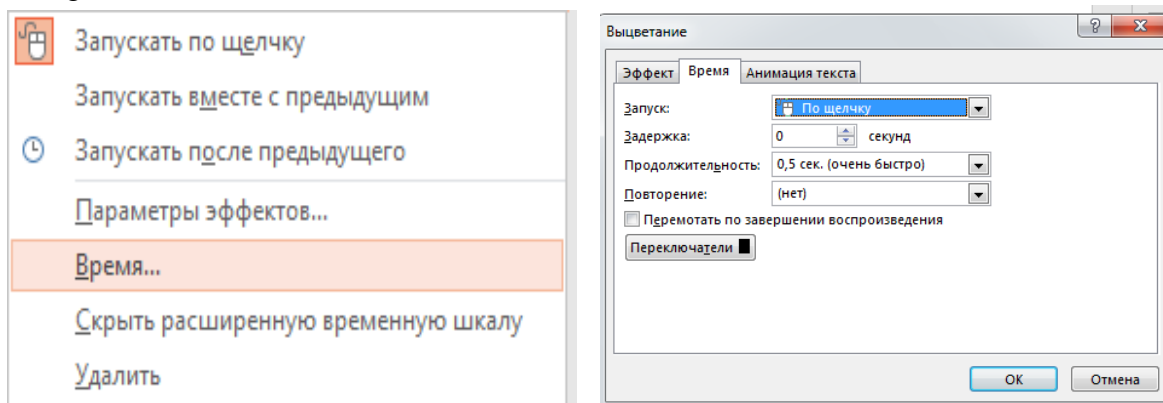 Запускать по щелчку
Запускать вместе с предыдущим
Запускать после предыдущего
Параметры эффектов...
Время...
Скрыть расширенную временную шкалу
Удалить
Выцветание
Эффект Время Анимация текста
Запуск: По щелчку
Задержка: 0 секунд
Продолжительность: 0,5 сек. (очень быстро)
Повторение: (нет)
Перемотать по завершении воспроизведения
Переключатели
ОК Отмена